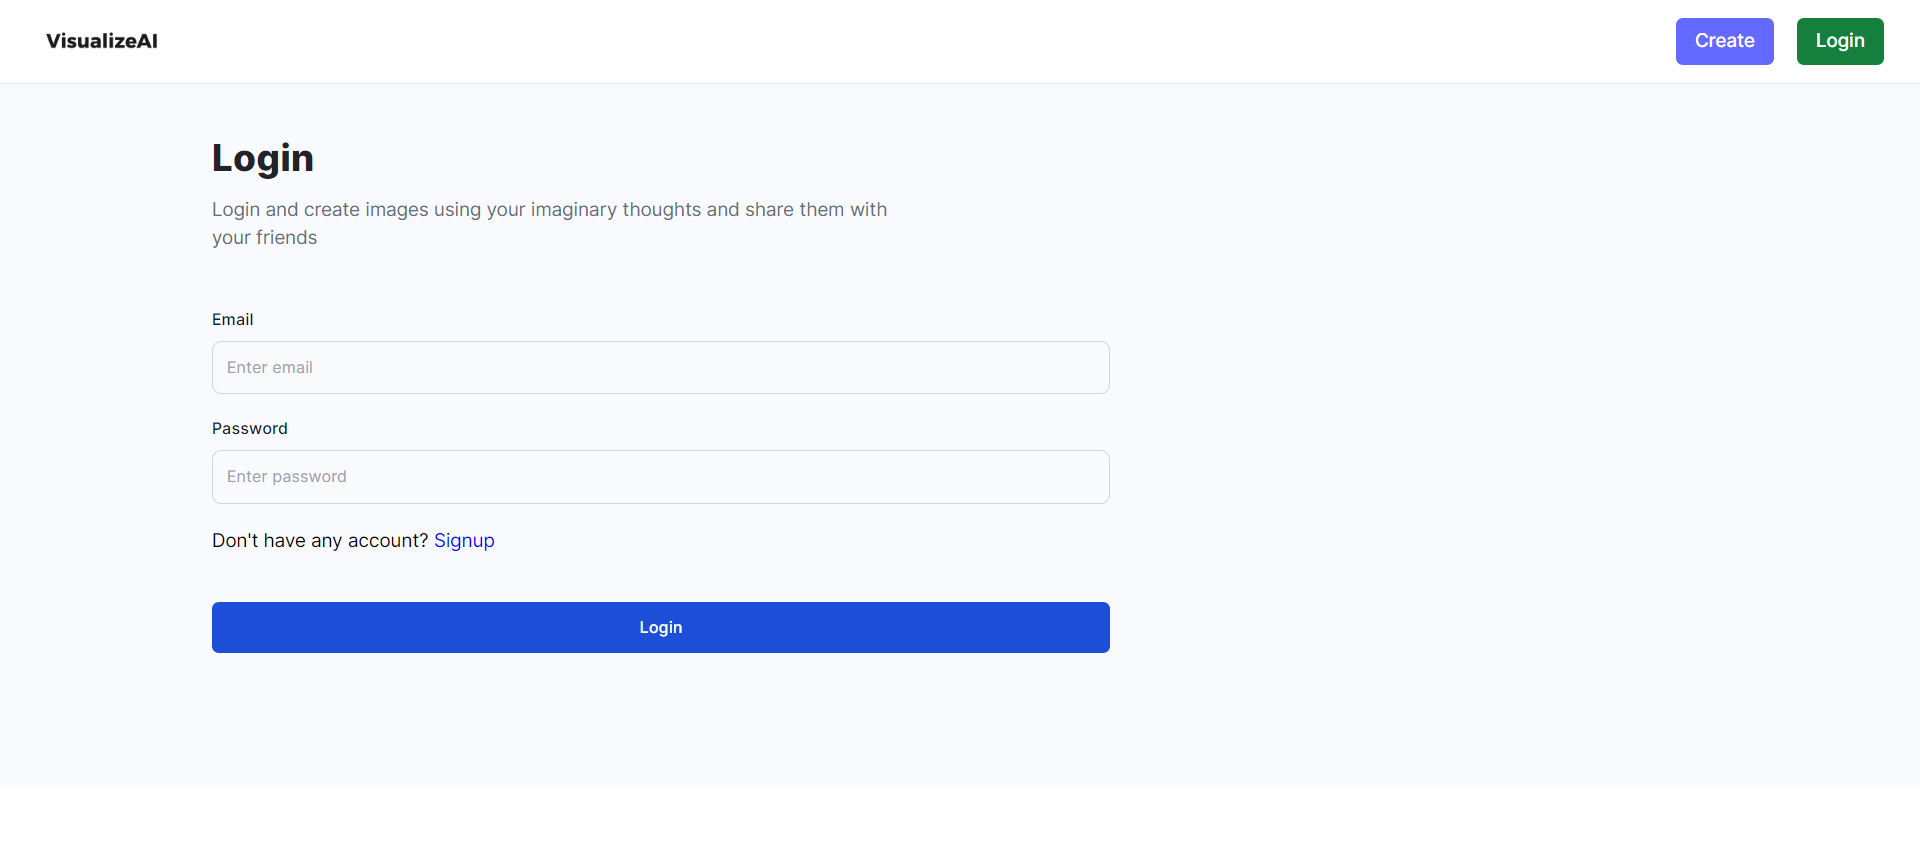 VisualizeAI
Create
Login
Login
Login and create images using your imaginary thoughts and share them with
your friends
Email
Enter email
Password
Enter password
Don't have any account? Signup
Login